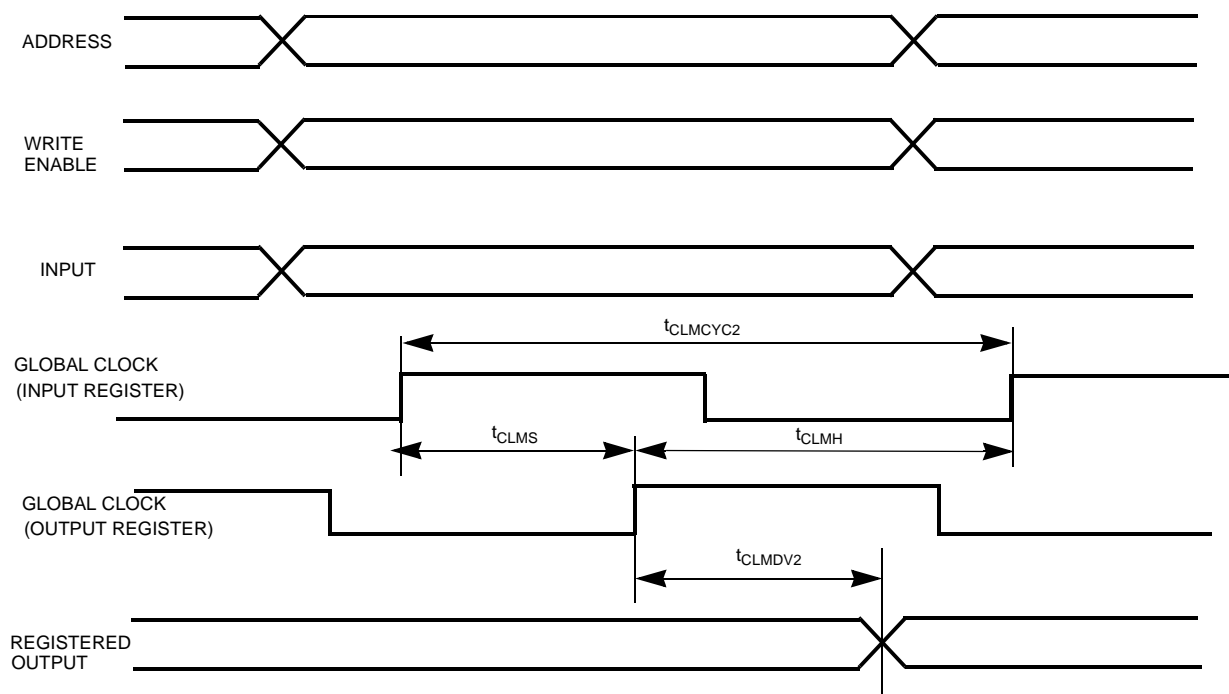 ADDRESS
WRITE
ENABLE
INPUT
tCLMCYC2
GLOBAL CLOCK
(INPUT REGISTER)
tCLMS
tCLMH
GLOBAL CLOCK
(OUTPUT REGISTER)
tCLMDV2
REGISTERED
OUTPUT